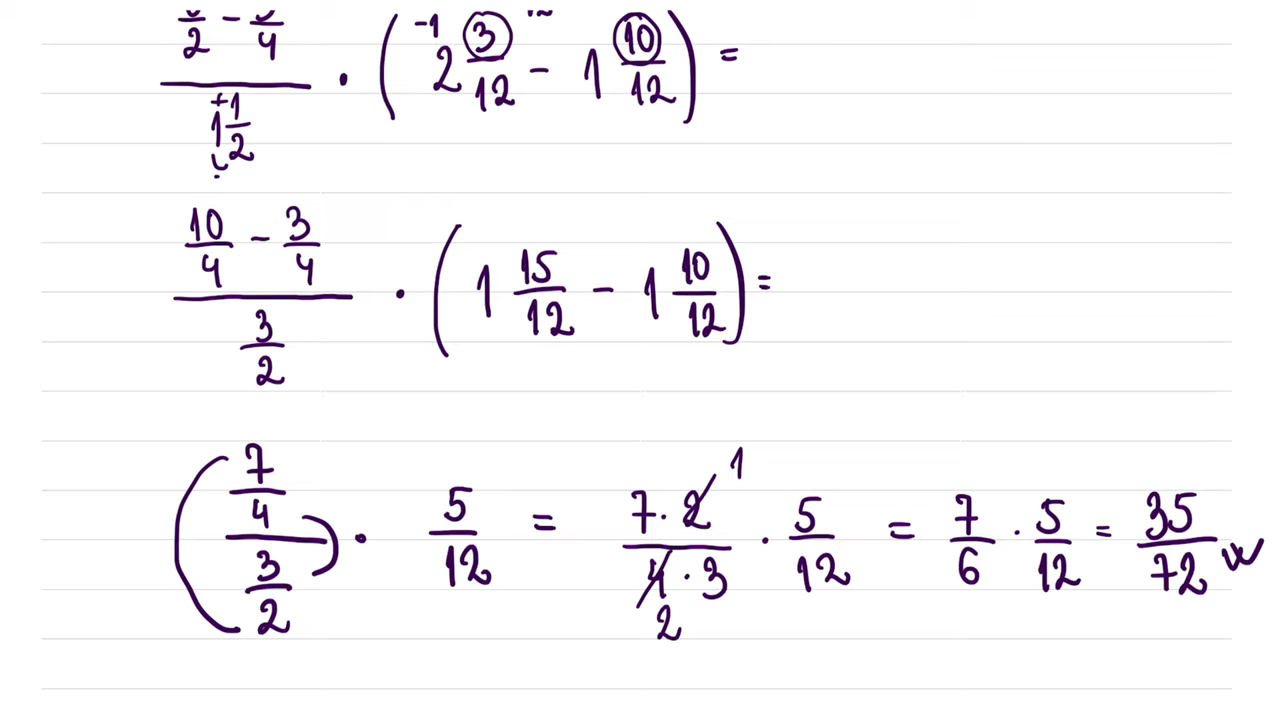 /2 - /4 / 1 1/2 · ( -1 2 3/12 - 1 10/12 ) =
10/4 - 3/4 / 3/2 · ( 1 15/12 - 1 10/12 ) =
( 7/4 / 3/2 ) · 5/12 = 7 · 2 / 4 · 3 · 5/12 = 7/6 · 5/12 = 35/72
1
2